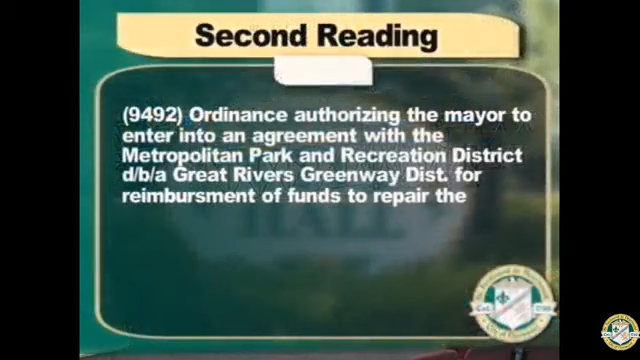 Second Reading
(9492) Ordinance authorizing the mayor to
enter into an agreement with the
Metropolitan Park and Recreation District
d/b/a Great Rivers Greenway Dist. for
reimbursment of funds to repair the
HALL